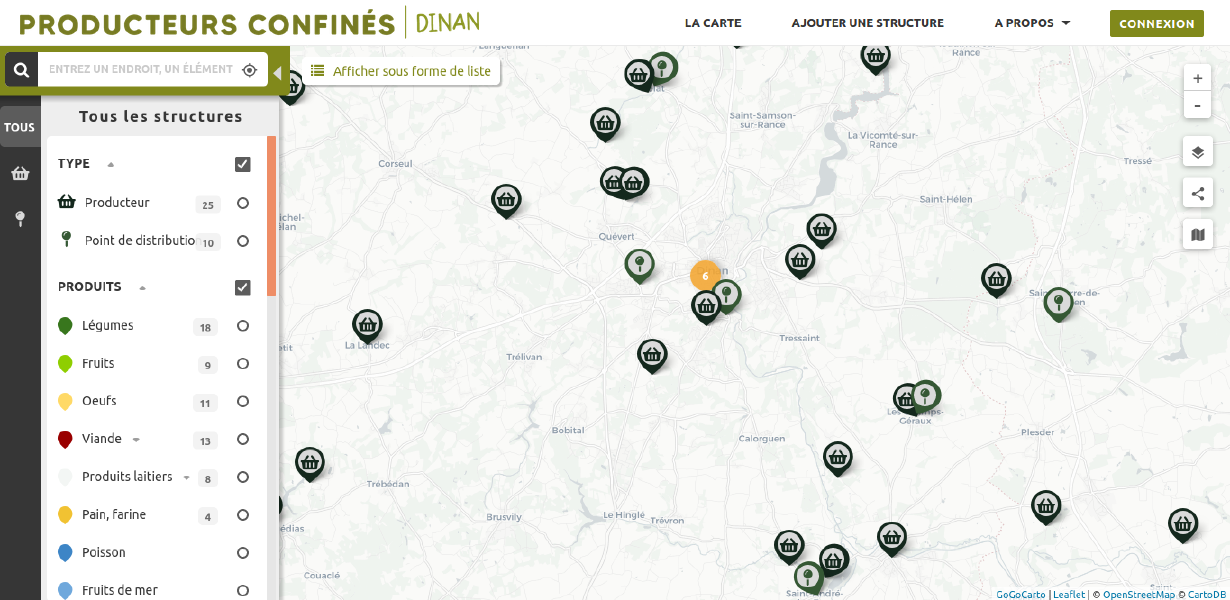 PRODUCTEURS CONFINÉS DINAN
LA CARTE
AJOUTER UNE STRUCTURE
A PROPOS
CONNEXION
ENTREZ UN ENDROIT, UN ÉLÉMENT
Afficher sous forme de liste
TOUS
Tous les structures
TYPE
Producteur 25
Point de distributio 10
PRODUITS
Légumes 18
Fruits 9
Oeufs 11
Viande 13
Produits laitiers 8
Pain, farine 4
Poisson
Fruits de mer
+
-
Rance
Saint-Samson-
sur-Rance
La Vicomté-sur-
Rance
Tressé
Corseul
Saint-Hélen
Quévert
6
La Landec
Trélivan
Tressaint
Bobital
Calorguen
Géraux
Plesder
Trébédan
Brusvily
Le Hinglé
Trévron
Couacié
Saint-André-
GoGoCarto | Leaflet | © OpenStreetMap © CartoDB